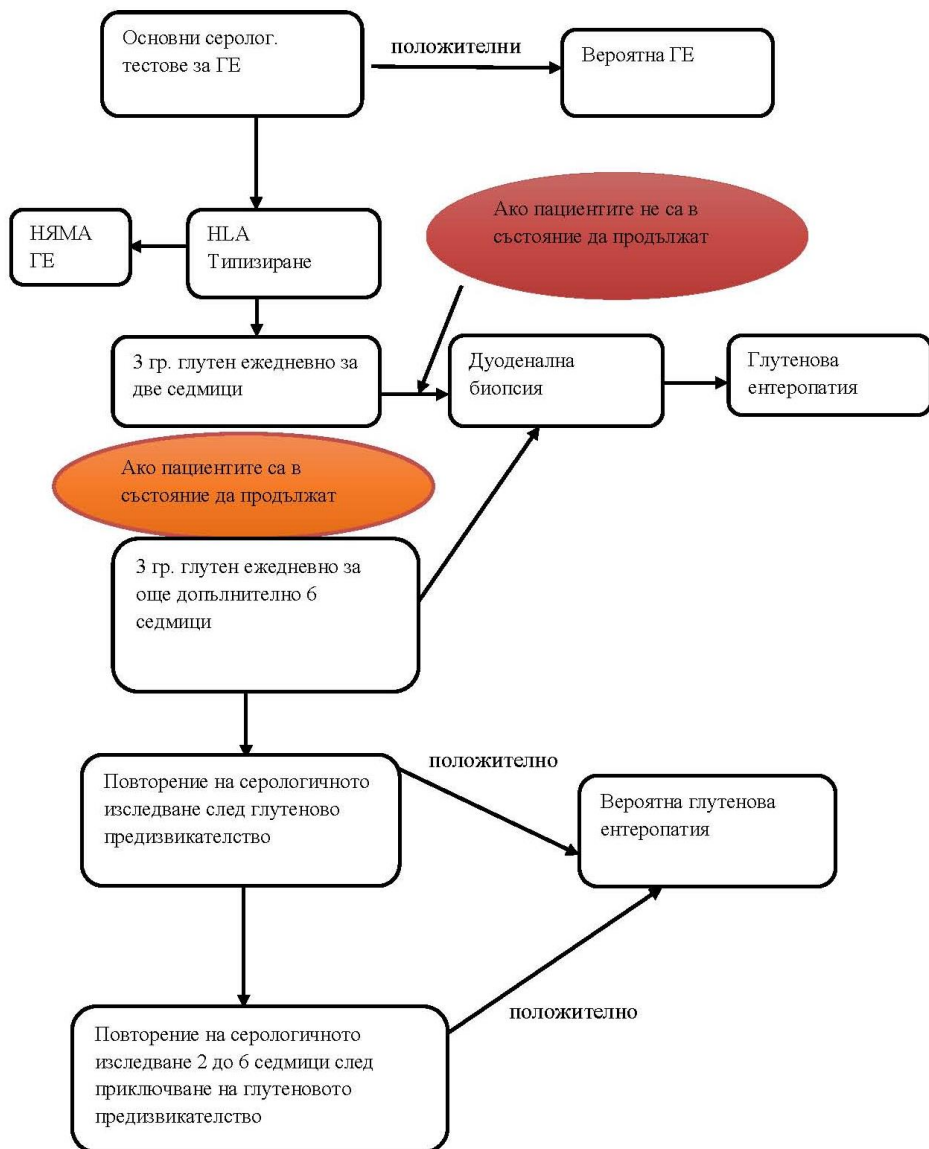 Основни серолог.
тестове за ГЕ
положителни
Вероятна ГЕ
Ако пациентите не са в
състояние да продължат
НЯМА
ГЕ
HLA
Типизиране
3 гр. глутен ежедневно за
две седмици
Дуоденална
биопсия
Глутенова
ентеропатия
Ако пациентите са в
състояние да продължат
3 гр. глутен ежедневно за
още допълнително 6
седмици
положително
Повторение на серологичното
изследване след глутеново
предизвикателство
Вероятна глутенова
ентеропатия
положително
Повторение на серологичното
изследване 2 до 6 седмици след
приключване на глутеновото
предизвикателство